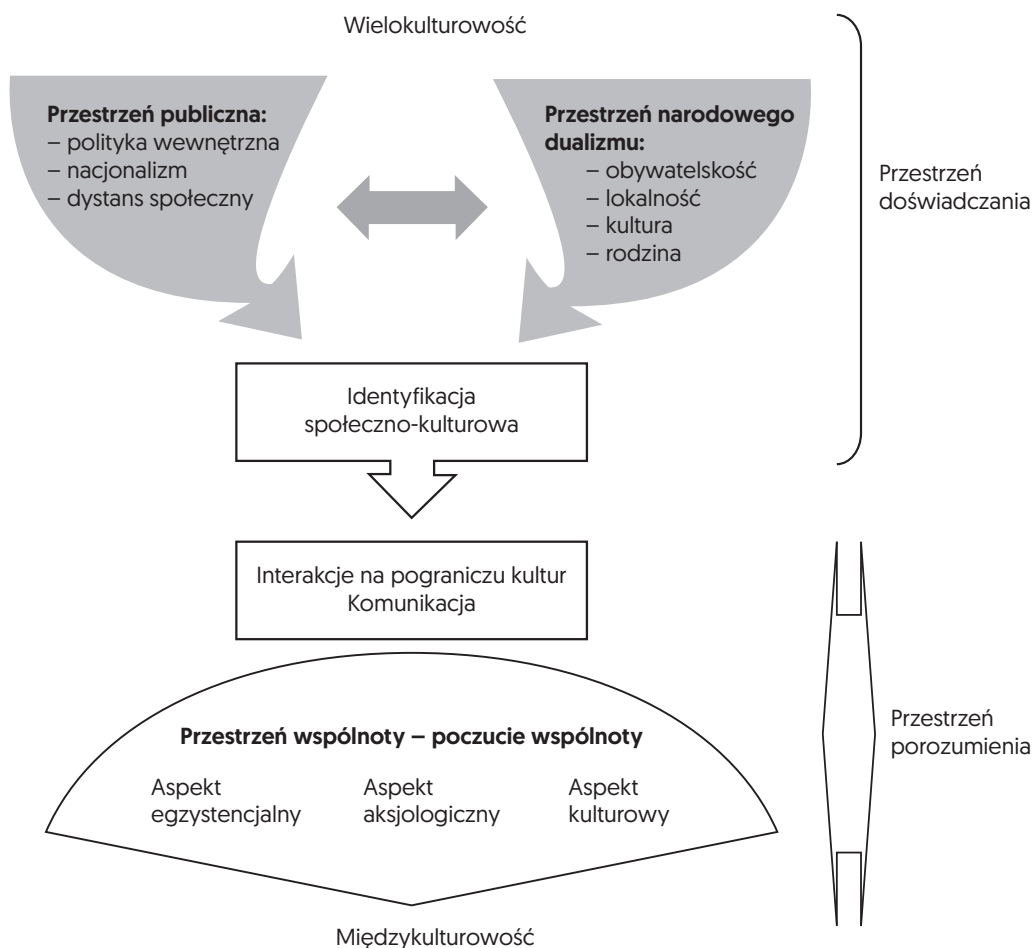 Wielokulturowość
Przestrzeń publiczna:
– polityka wewnętrzna
– nacjonalizm
– dystans społeczny
Przestrzeń narodowego
dualizmu:
– obywatelskość
– lokalność
– kultura
– rodzina
Przestrzeń
doświadczania
Identyfikacja
społeczno-kulturowa
Interakcje na pograniczu kultur
Komunikacja
Przestrzeń wspólnoty – poczucie wspólnoty
Aspekt
egzystencjalny
Aspekt
aksjologiczny
Aspekt
kulturowy
Przestrzeń
porozumienia
Międzykulturowość